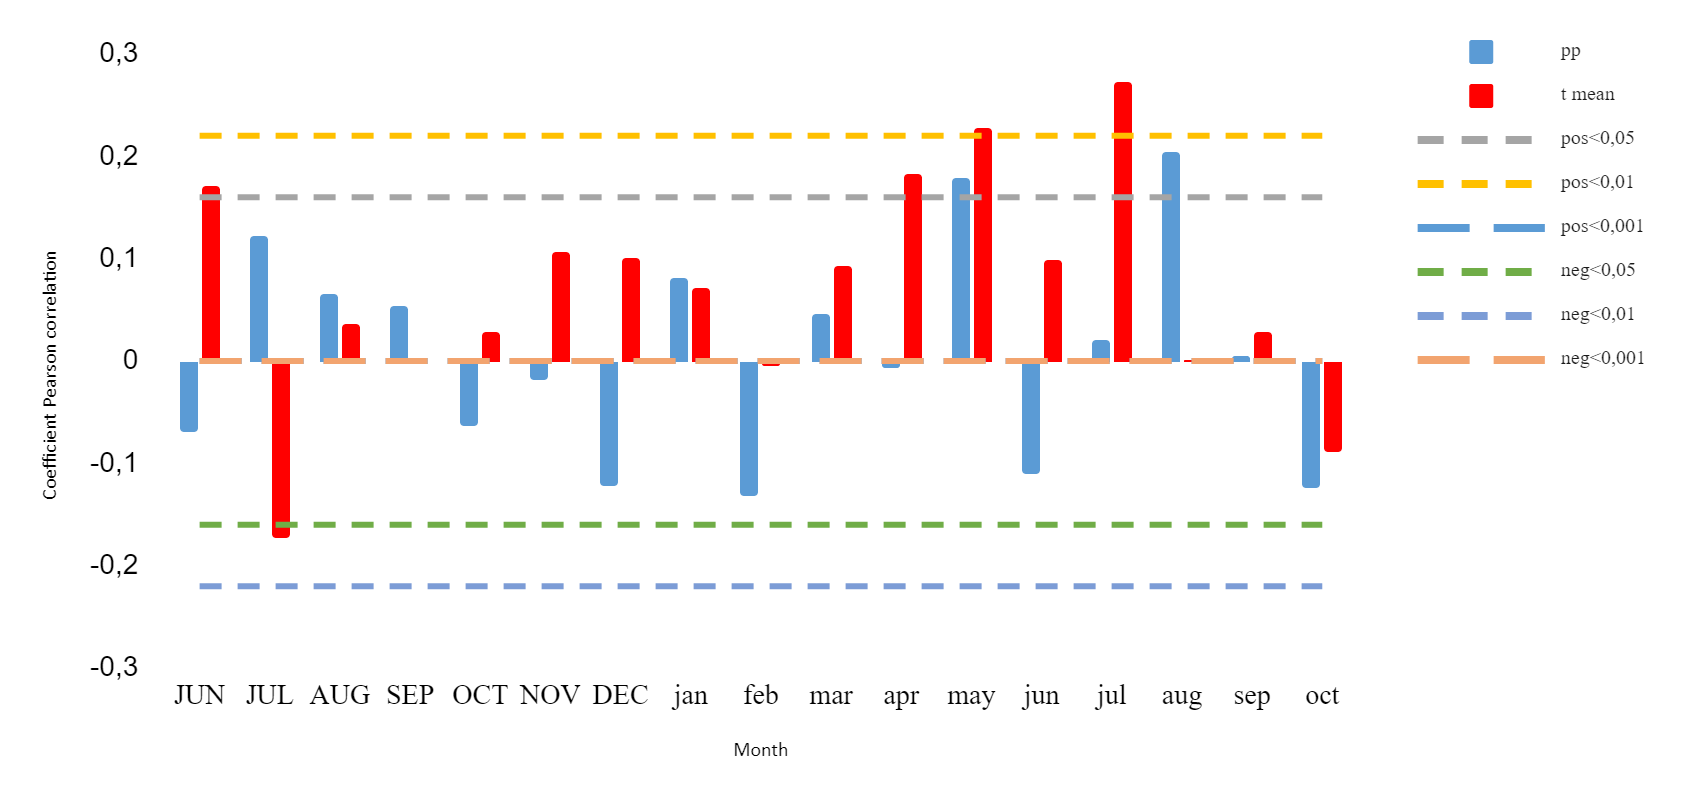 0,3
0,2
0,1
0
-0,1
-0,2
-0,3
Coefficient Pearson correlation
JUN JUL AUG SEP OCT NOV DEC jan feb mar apr may jun jul aug sep oct
Month
pp
t mean
pos<0,05
pos<0,01
pos<0,001
neg<0,05
neg<0,01
neg<0,001